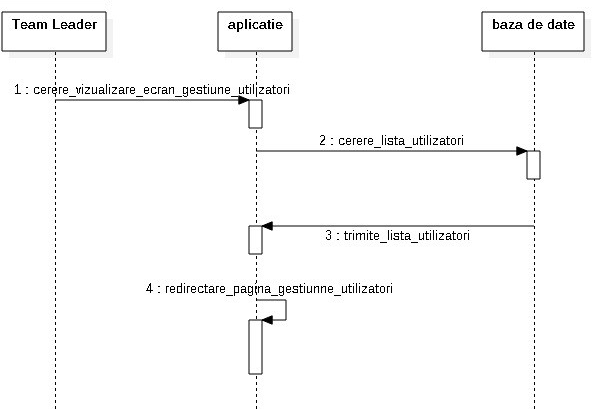 Team Leader
aplicatie
baza de date
1 : cerere_vizualizare_ecran_gestiune_utilizatori
2 : cerere_lista_utilizatori
3 : trimite_lista_utilizatori
4 : redirectare_pagina_gestiunne_utilizatori